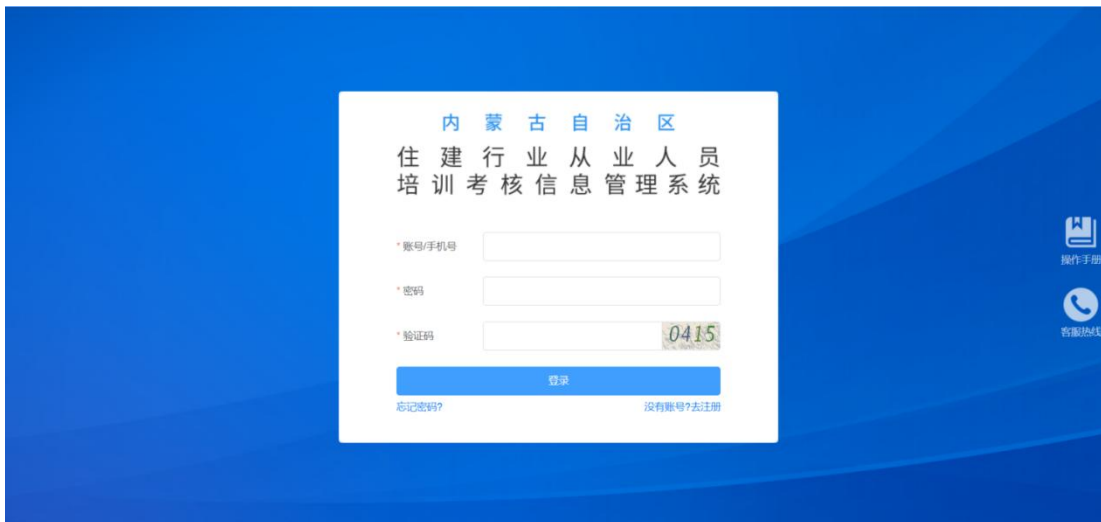 内蒙古自治区
住建行业从业人员
培训考核信息管理系统
* 账号/手机号
* 密码
* 验证码
0415
登录
忘记密码?
没有账号?去注册
操作手册
客服热线